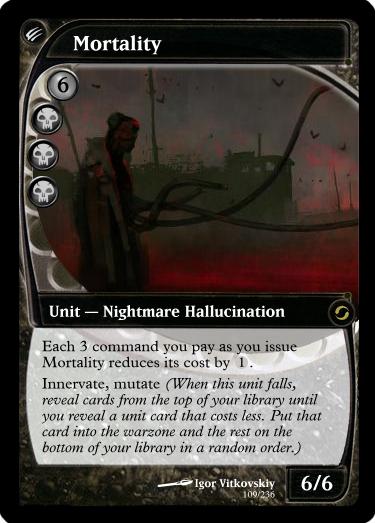 Mortality
6
Unit — Nightmare Hallucination
Each 3 command you pay as you issue
Mortality reduces its cost by 1 .
Innervate, mutate (When this unit falls,
reveal cards from the top of your library until
you reveal a unit card that costs less. Put that
card into the warzone and the rest on the
bottom of your library in a random order.)
Igor Vitkovskiy
109/236
6/6